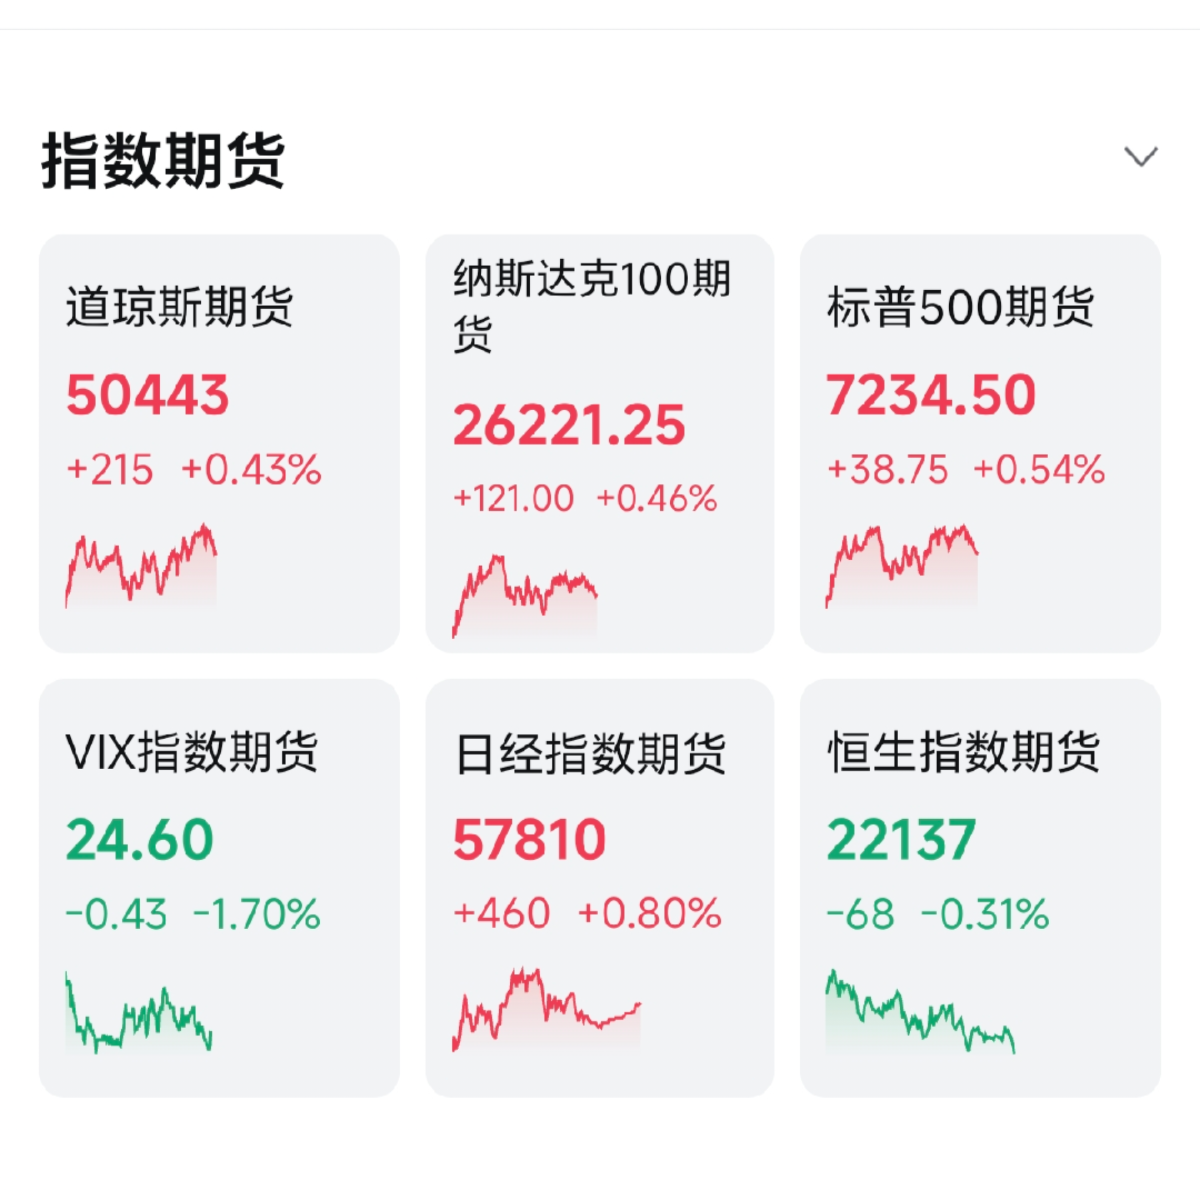 指数期货
道琼斯期货
50443
+215 +0.43%
纳斯达克100期
货
26221.25
+121.00 +0.46%
标普500期货
7234.50
+38.75 +0.54%
VIX指数期货
24.60
-0.43 -1.70%
日经指数期货
57810
+460 +0.80%
恒生指数期货
22137
-68 -0.31%